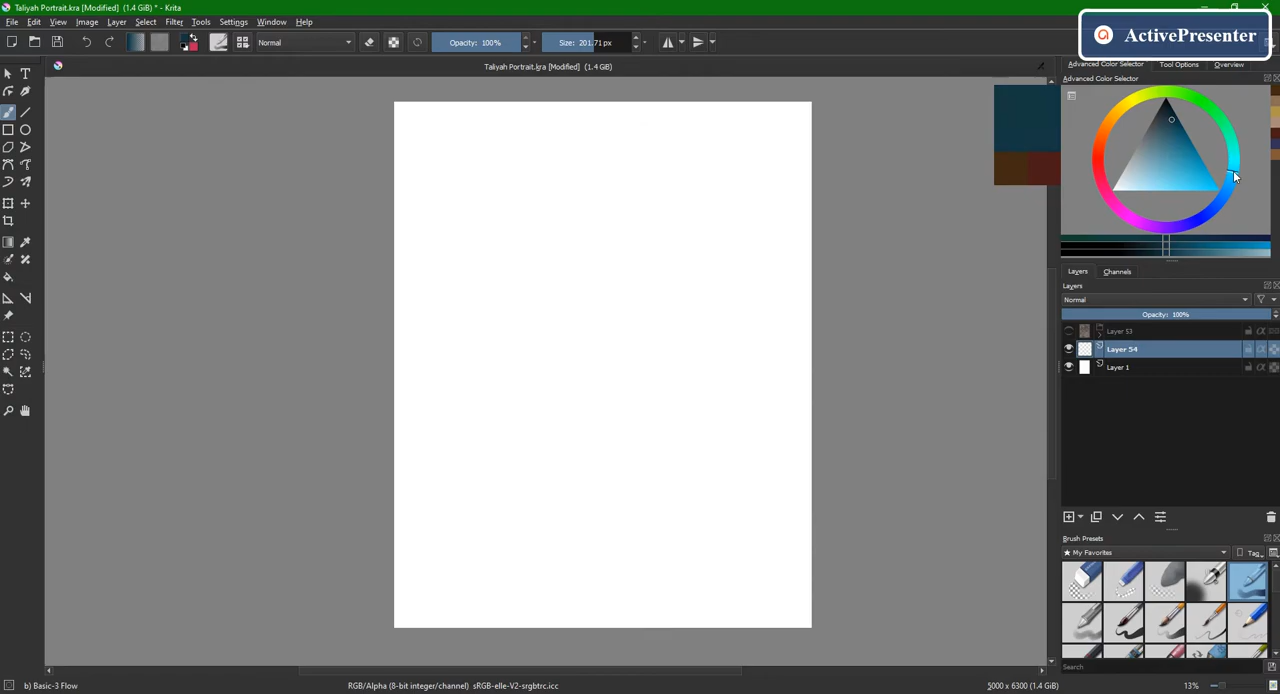 Taliyah Portrait.kra [Modified] (1.4 GiB) * - Krita
ActivePresenter
File Edit View Image Layer Select Filter Tools Settings Window Help
Normal Opacity: 100% Size: 201.71 px
Taliyah Portrait.kra [Modified] (1.4 GiB)
Advanced Color Selector Tool Options Overview
Advanced Color Selector
Layers Channels
Layers
Normal
Opacity: 100%
Layer 53
Layer 54
Layer 1
Brush Presets
★ My Favorites Tag
Search
b) Basic-3 Flow RGB/Alpha (8-bit integer/channel) sRGB-elle-V2-srgbtrc.icc 5000 x 6300 (1.4 GiB) 13%